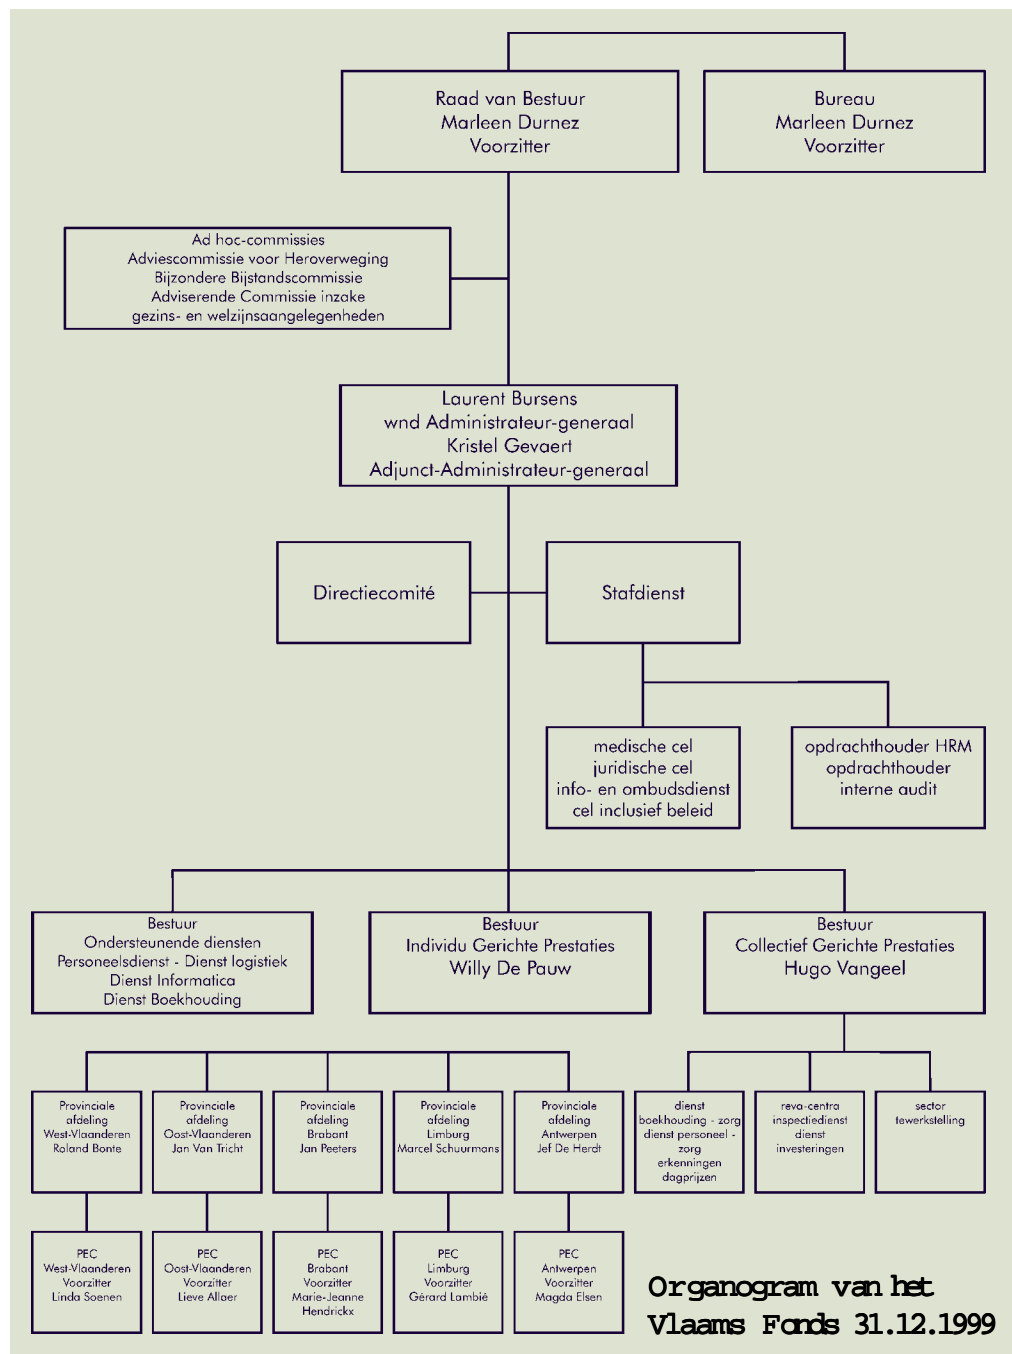 Raad van Bestuur
Marleen Durnez
Voorzitter
Bureau
Marleen Durnez
Voorzitter
Ad hoc-commissies
Adviescommissie voor Heroverweging
Bijzondere Bijstandscommissie
Adviserende Commissie inzake
gezins- en welzijnsaangelegenheden
Laurent Bursens
wnd Administrateur-generaal
Kristel Gevaert
Adjunct-Administrateur-generaal
Directiecomité
Stafdienst
medische cel
juridische cel
info- en ombudsdienst
cel inclusief beleid
opdrachthouder HRM
opdrachthouder
interne audit
Bestuur
Ondersteunende diensten
Personeelsdienst - Dienst logistiek
Dienst Informatica
Dienst Boekhouding
Bestuur
Individu Gerichte Prestaties
Willy De Pauw
Bestuur
Collectief Gerichte Prestaties
Hugo Vangeel
Provinciale
afdeling
West-Vlaanderen
Roland Bonte
Provinciale
afdeling
Oost-Vlaanderen
Jan Van Tricht
Provinciale
afdeling
Brabant
Jan Peeters
Provinciale
afdeling
Limburg
Marcel Schuurmans
Provinciale
afdeling
Antwerpen
Jef De Herdt
dienst
boekhouding - zorg
dienst personeel -
zorg
erkenningen
dagprijzen
reva-centra
inspectiedienst
dienst
investeringen
sector
tewerkstelling
PEC
West-Vlaanderen
Voorzitter
Linda Soenen
PEC
Oost-Vlaanderen
Voorzitter
Lieve Allaer
PEC
Brabant
Voorzitter
Marie-Jeanne
Hendrickx
PEC
Limburg
Voorzitter
Gérard Lambié
PEC
Antwerpen
Voorzitter
Magda Elsen
Organogram van het
Vlaams Fonds 31.12.1999